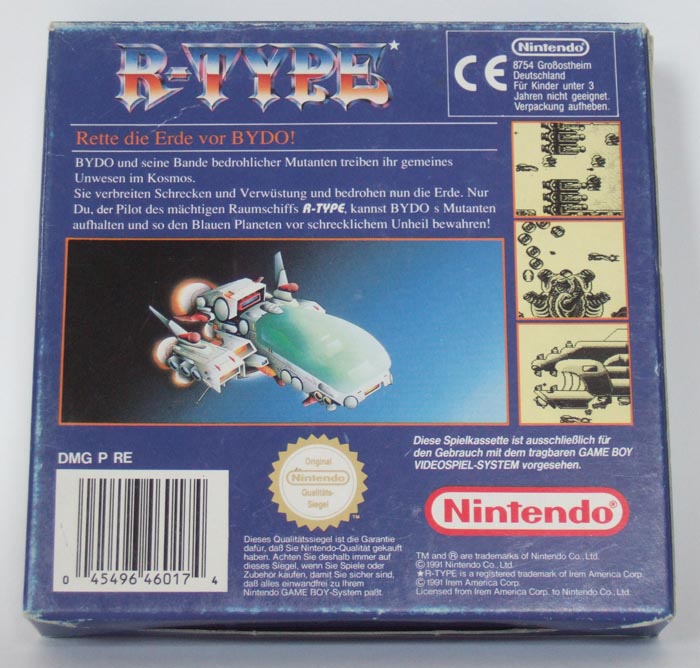 R-TYPE*
CE
Nintendo
8754 Großostheim
Deutschland
Für Kinder unter 3
Jahren nicht geeignet.
Verpackung aufheben.
Rette die Erde vor BYDO!
BYDO und seine Bande bedrohlicher Mutanten treiben ihr gemeines
Unwesen im Kosmos.
Sie verbreiten Schrecken und Verwüstung und bedrohen nun die Erde. Nur
Du, der Pilot des mächtigen Raumschiffs R-TYPE, kannst BYDO s Mutanten
aufhalten und so den Blauen Planeten vor schrecklichem Unheil bewahren!
DMG P RE
0 45496 46017 4
Original
Nintendo
Qualitäts-
Siegel
TM
Dieses Qualitätssiegel ist die Garantie
dafür, daß Sie Nintendo-Qualität gekauft
haben. Achten Sie deshalb immer auf
dieses Siegel, wenn Sie Spiele oder
Zubehör kaufen, damit Sie sicher sind,
daß alles einwandfrei zu Ihrem
Nintendo GAME BOY-System paßt.
Diese Spielkassette ist ausschließlich für
den Gebrauch mit dem tragbaren GAME BOY
VIDEOSPIEL-SYSTEM vorgesehen.
Nintendo®
TM and ® are trademarks of Nintendo Co., Ltd.
©1991 Nintendo Co., Ltd.
*R-TYPE is a registered trademark of Irem America Corp.
©1991 Irem America Corp.
Licensed from Irem America Corp. to Nintendo Co., Ltd.